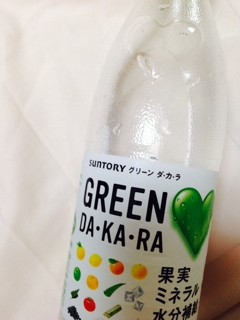 SUNTORY グリーン ダ・カ・ラ
GREEN
DA・KA・RA
果実
ミネラル
水分補給